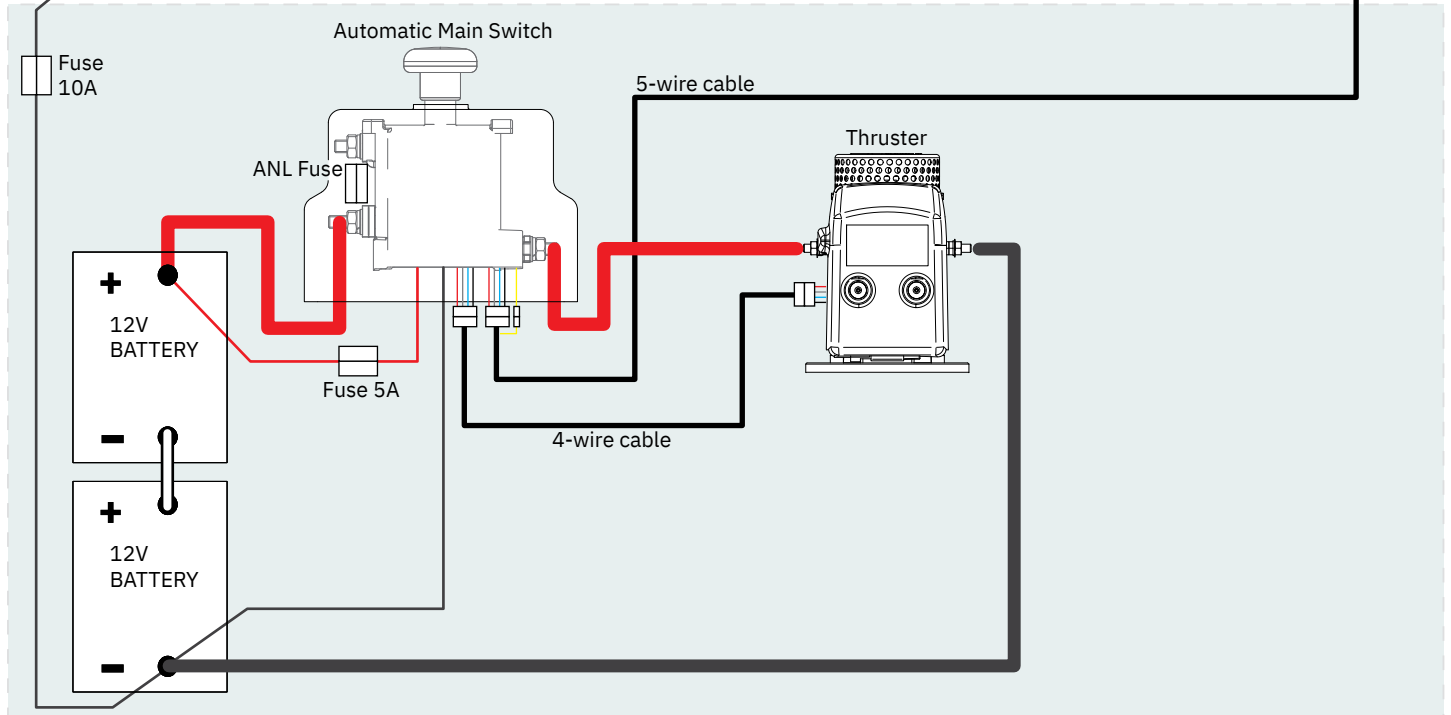 Automatic Main Switch
Fuse
10A
5-wire cable
Thruster
ANL Fuse
+
12V
BATTERY
Fuse 5A
−
4-wire cable
+
12V
BATTERY
−